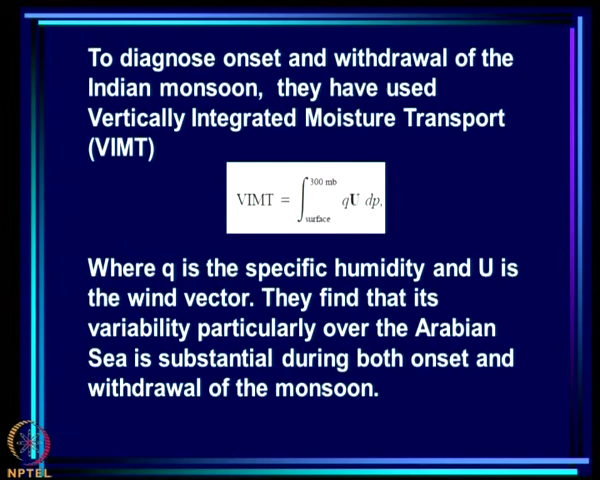 To diagnose onset and withdrawal of the
Indian monsoon, they have used
Vertically Integrated Moisture Transport
(VIMT)
VIMT = ∫ surface 300 mb qU dp,
Where q is the specific humidity and U is
the wind vector. They find that its
variability particularly over the Arabian
Sea is substantial during both onset and
withdrawal of the monsoon.
NPTEL